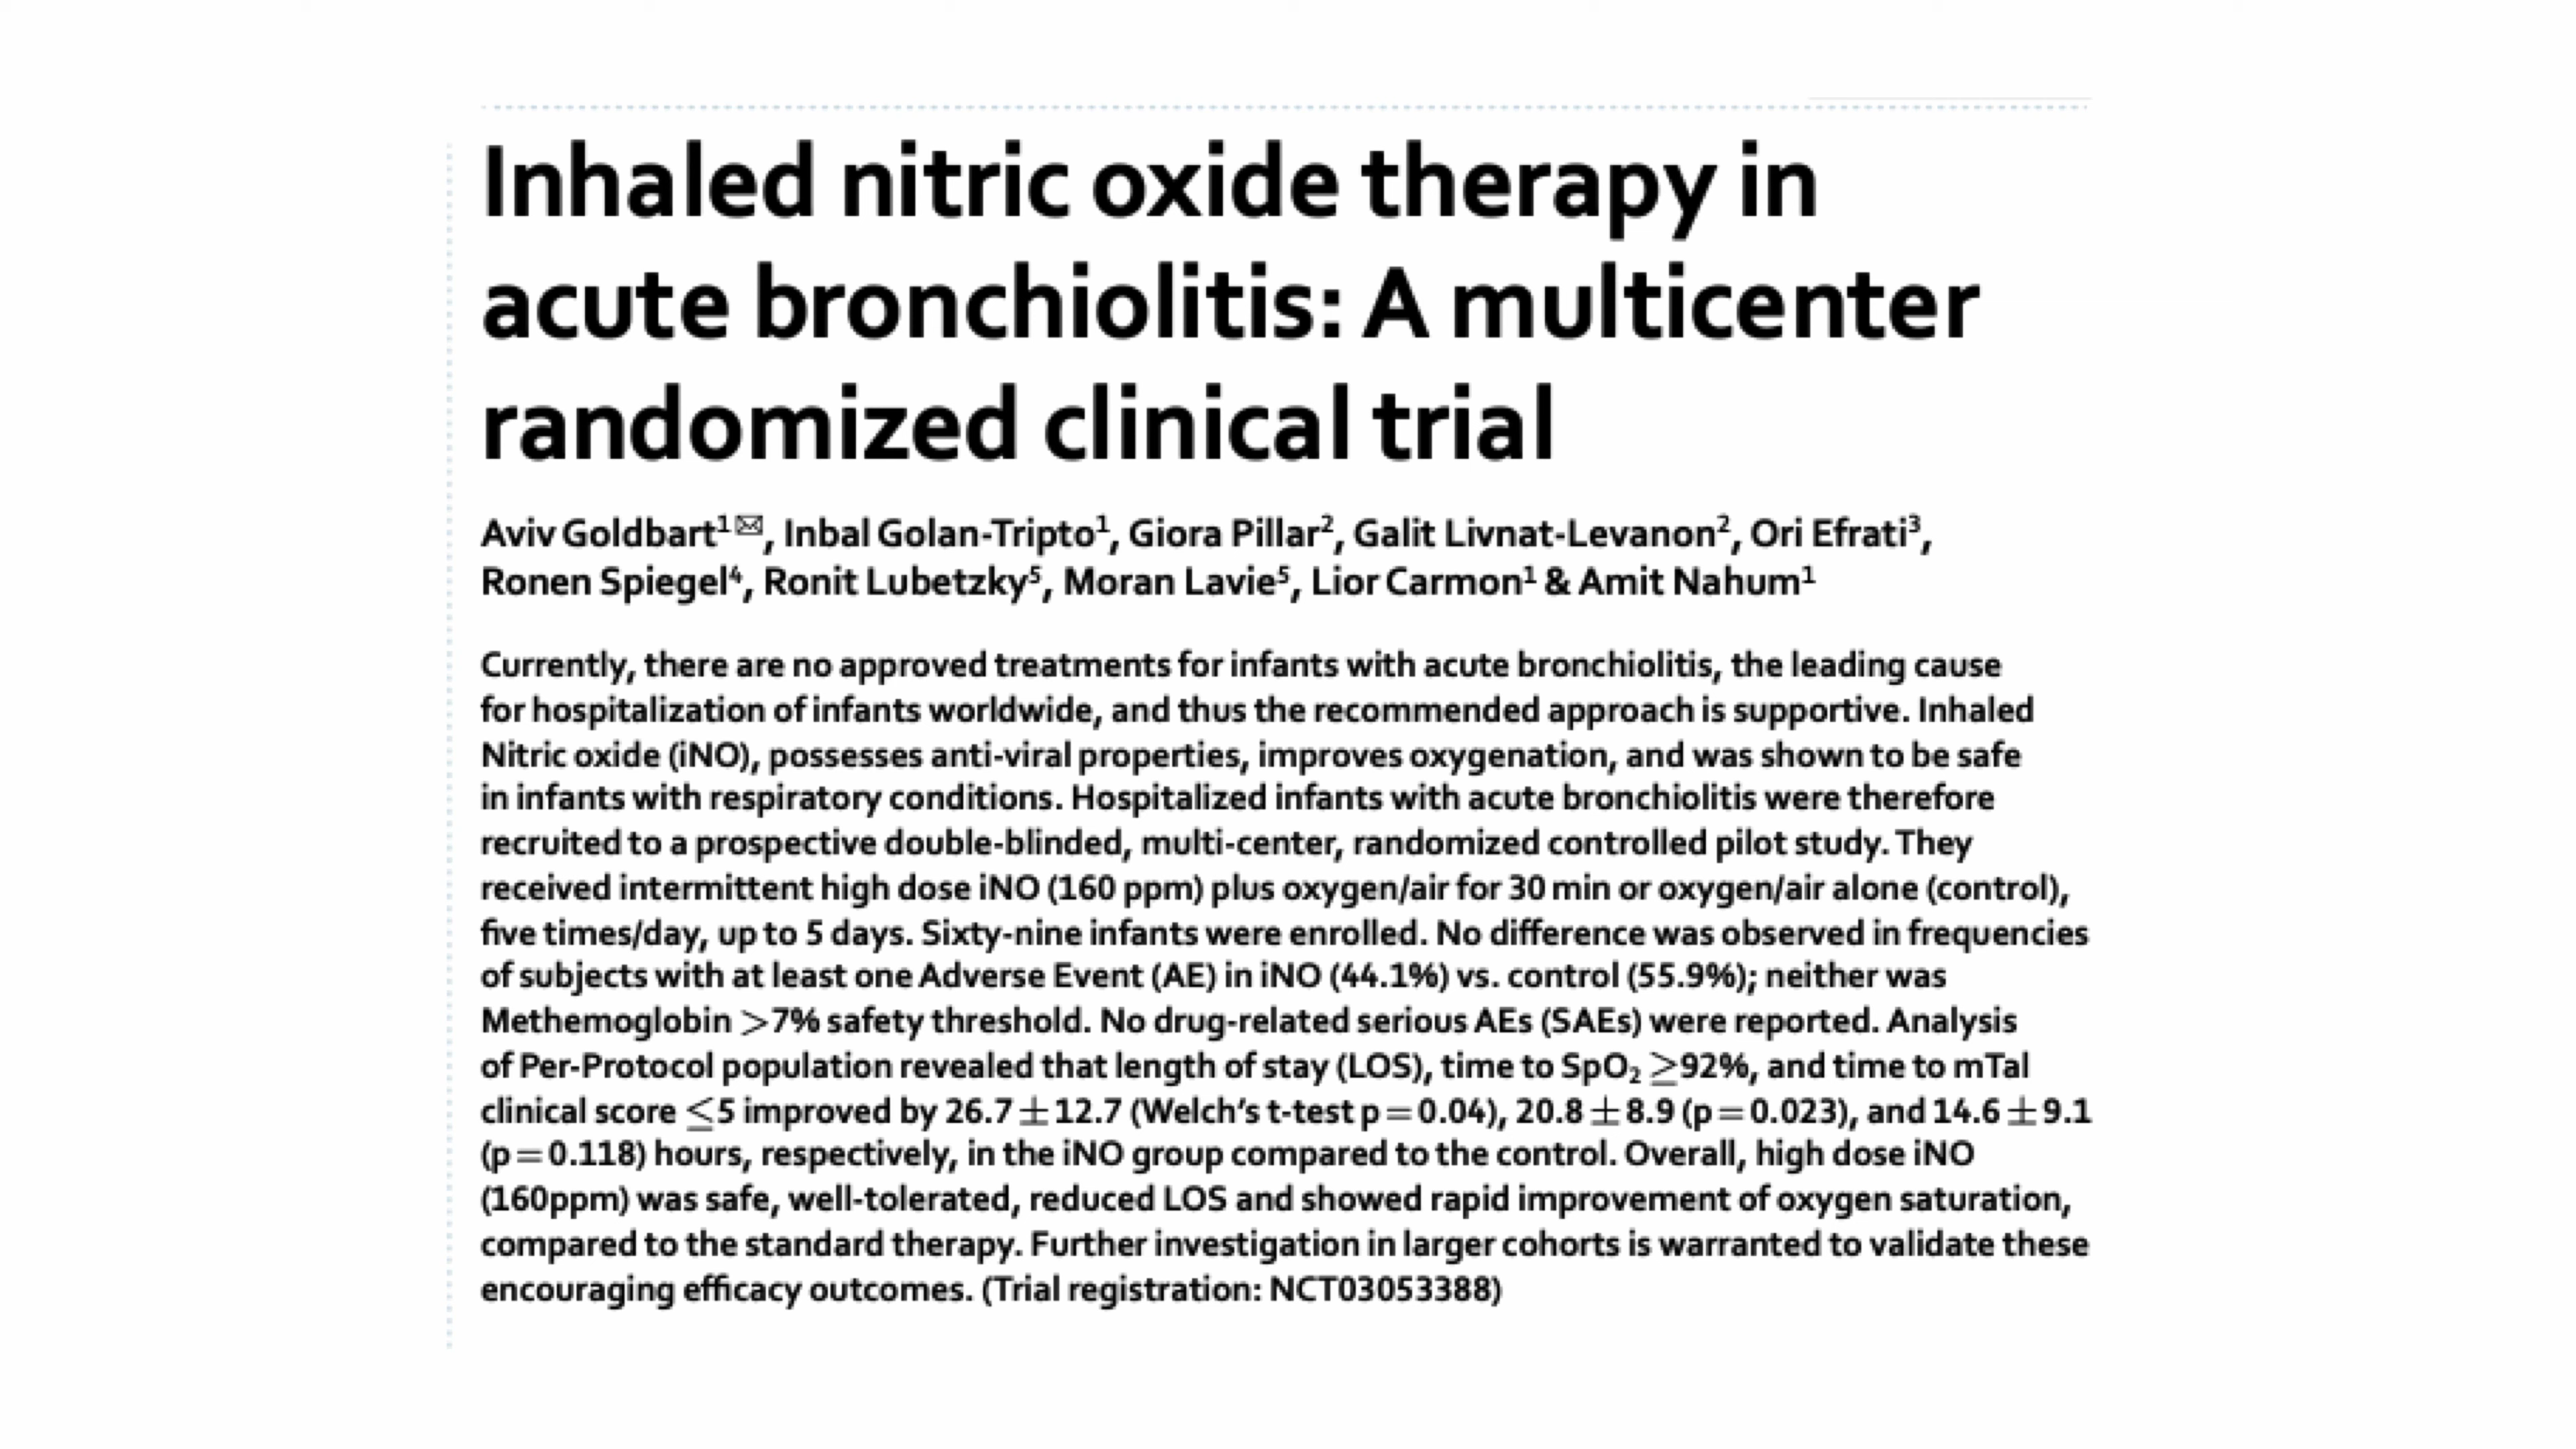 Inhaled nitric oxide therapy in
acute bronchiolitis: A multicenter
randomized clinical trial
Aviv Goldbart1✉, Inbal Golan-Tripto1, Giora Pillar2, Galit Livnat-Levanon2, Ori Efrati3,
Ronen Spiegel4, Ronit Lubetzky5, Moran Lavie5, Lior Carmon1 & Amit Nahum1
Currently, there are no approved treatments for infants with acute bronchiolitis, the leading cause
for hospitalization of infants worldwide, and thus the recommended approach is supportive. Inhaled
Nitric oxide (iNO), possesses anti-viral properties, improves oxygenation, and was shown to be safe
in infants with respiratory conditions. Hospitalized infants with acute bronchiolitis were therefore
recruited to a prospective double-blinded, multi-center, randomized controlled pilot study. They
received intermittent high dose iNO (160 ppm) plus oxygen/air for 30 min or oxygen/air alone (control),
five times/day, up to 5 days. Sixty-nine infants were enrolled. No difference was observed in frequencies
of subjects with at least one Adverse Event (AE) in iNO (44.1%) vs. control (55.9%); neither was
Methemoglobin >7% safety threshold. No drug-related serious AEs (SAEs) were reported. Analysis
of Per-Protocol population revealed that length of stay (LOS), time to SpO2 ≥92%, and time to mTal
clinical score ≤5 improved by 26.7 ± 12.7 (Welch's t-test p = 0.04), 20.8 ± 8.9 (p = 0.023), and 14.6 ± 9.1
(p = 0.118) hours, respectively, in the iNO group compared to the control. Overall, high dose iNO
(160ppm) was safe, well-tolerated, reduced LOS and showed rapid improvement of oxygen saturation,
compared to the standard therapy. Further investigation in larger cohorts is warranted to validate these
encouraging efficacy outcomes. (Trial registration: NCT03053388)